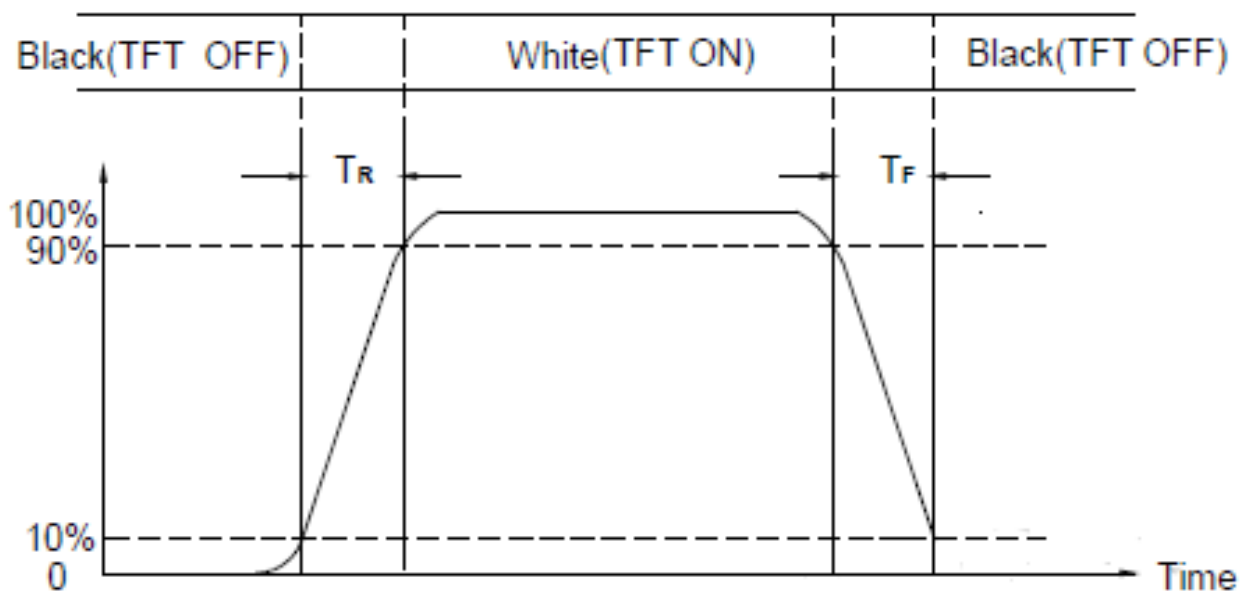 Black(TFT OFF) White(TFT ON) Black(TFT OFF)
TR TF
100%
90%
10%
0
Time